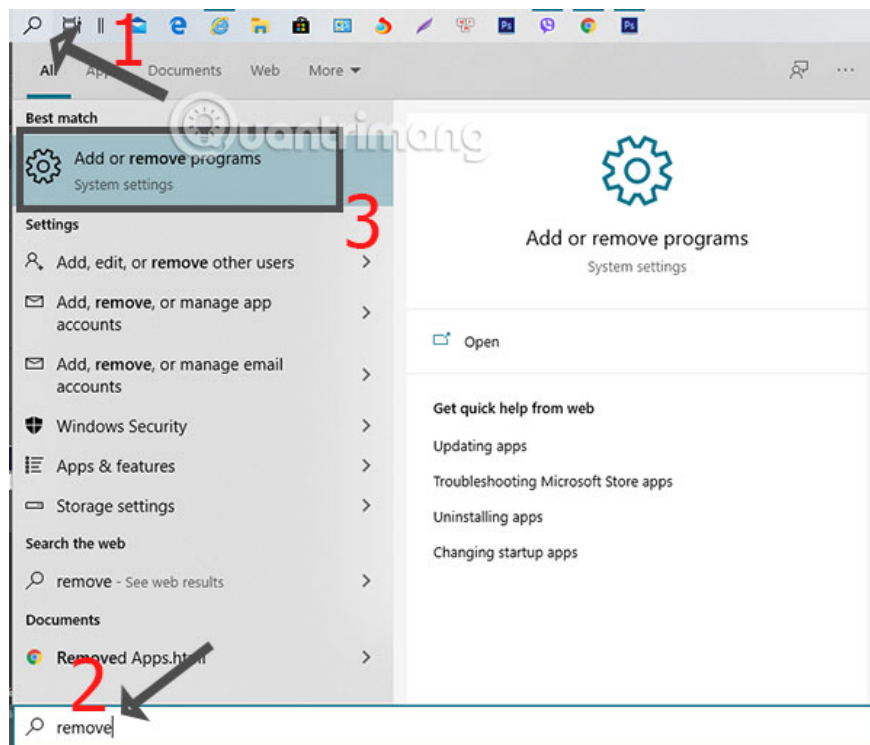 1
All Apps Documents Web More
Best match
Quantrimang
Add or remove programs
System settings
3
Settings
Add, edit, or remove other users
Add, remove, or manage app
accounts
Add, remove, or manage email
accounts
Windows Security
Apps & features
Storage settings
Search the web
remove - See web results
Documents
Removed Apps.html
2
remove
Add or remove programs
System settings
Open
Get quick help from web
Updating apps
Troubleshooting Microsoft Store apps
Uninstalling apps
Changing startup apps
Ps
Ps